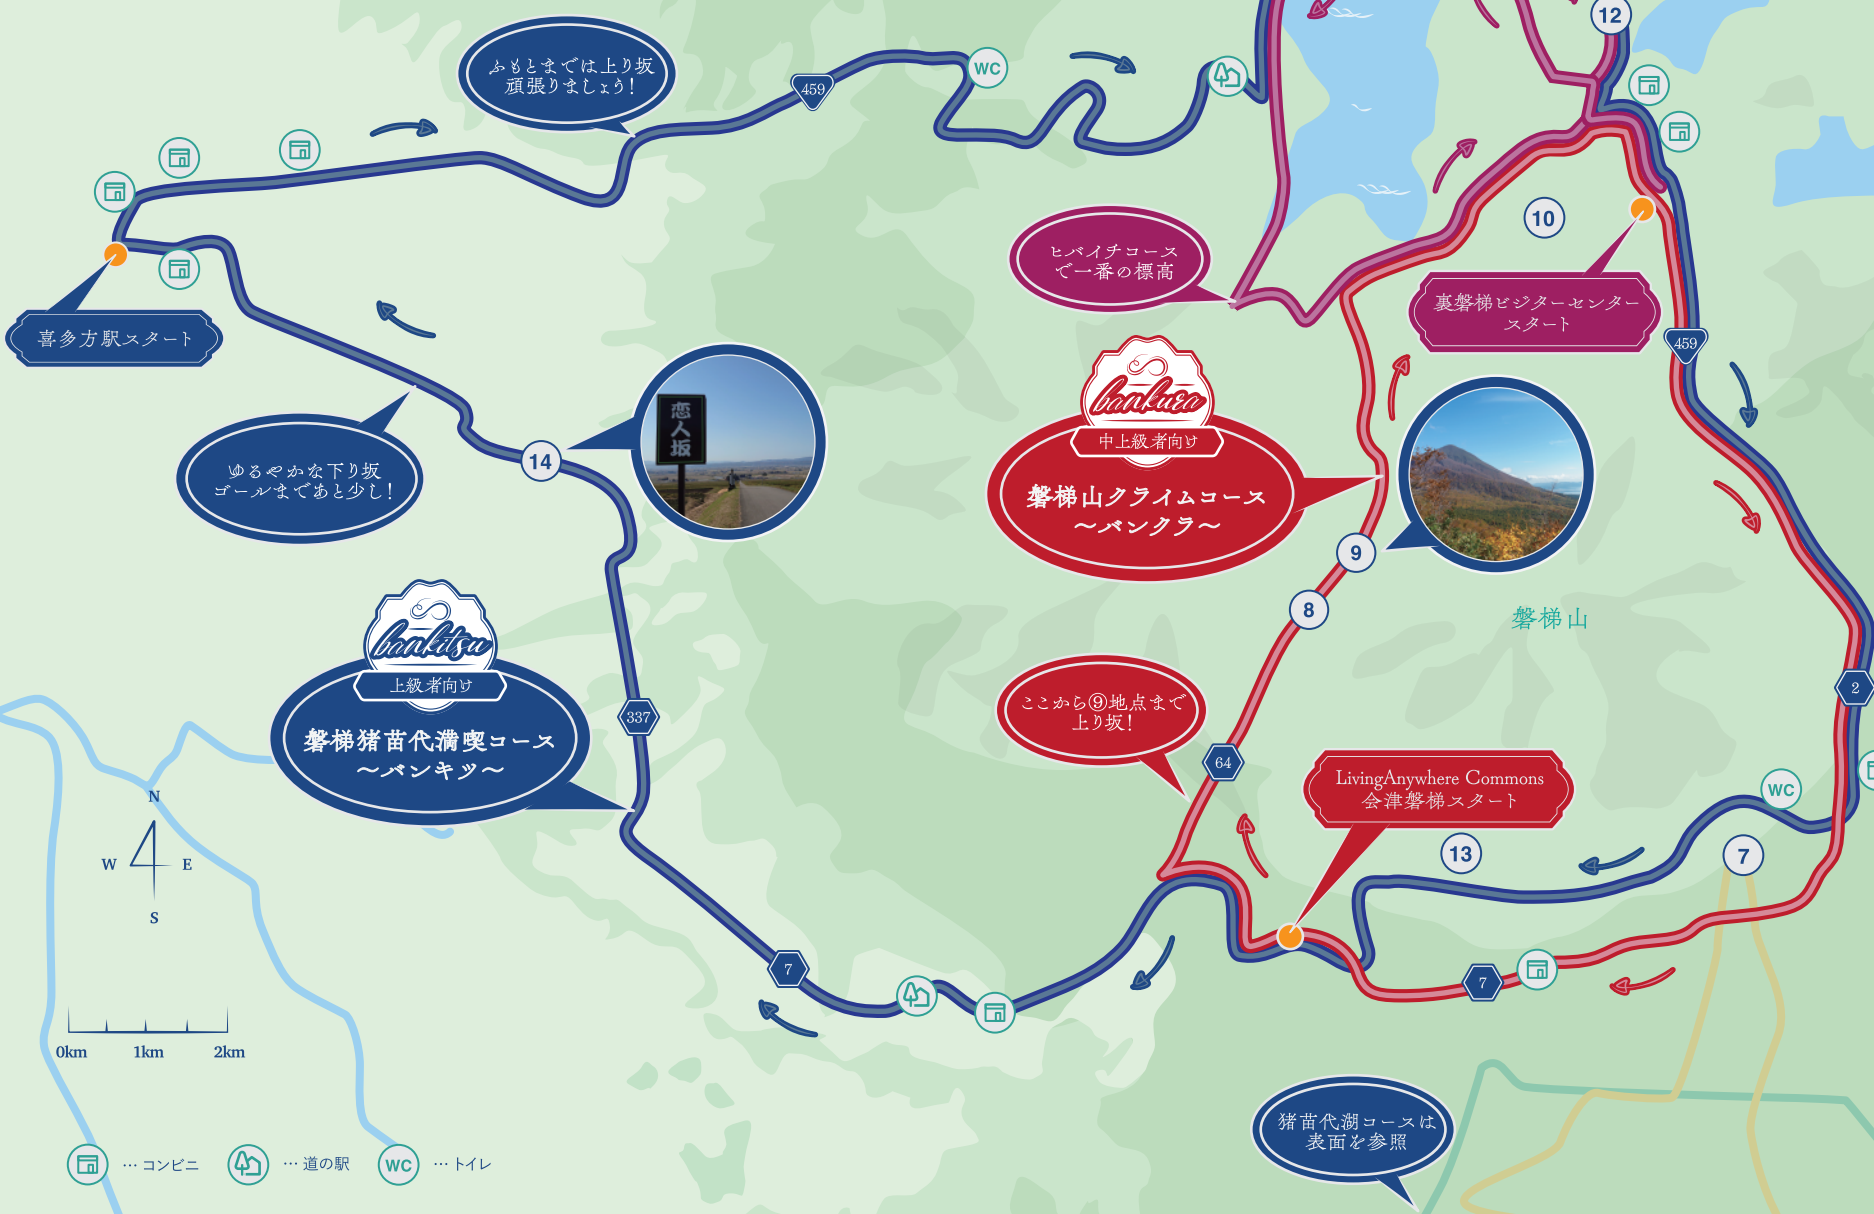 12
ふもとまでは上り坂
頑張りましょう!
459
WC
ヒバイチコース
で一番の標高
10
裏磐梯ビジターセンター
スタート
459
喜多方駅スタート
ゆるやかな下り坂
ゴールまであと少し!
14
恋人坂
bankura
中上級者向け
磐梯山クライムコース
〜バンクラ〜
9
8
磐梯山
bankitsu
上級者向け
磐梯猪苗代満喫コース
〜バンキツ〜
337
ここから⑨地点まで
上り坂!
64
2
LivingAnywhere Commons
会津磐梯スタート
WC
13
7
N
W
E
S
7
7
0km
1km
2km
猪苗代湖コースは
表面を参照
…コンビニ
…道の駅
WC
…トイレ